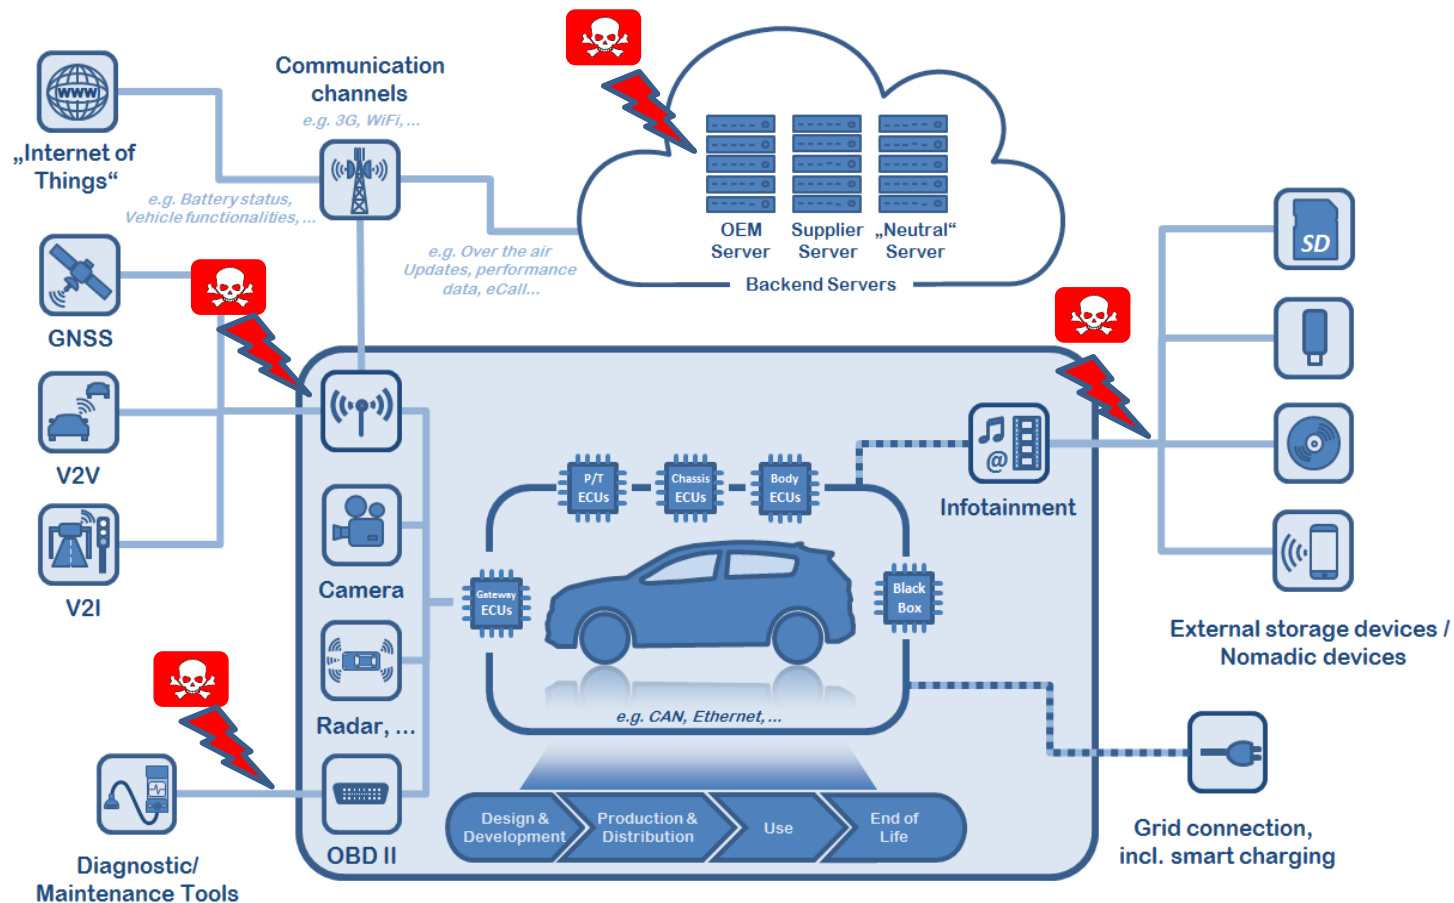 Communication
channels
e.g. 3G, WiFi, ...
www
„Internet of
Things“
e.g. Battery status,
Vehicle functionalities, ...
e.g. Over the air
Updates, performance
data, eCall...
OEM
Server
Supplier
Server
„Neutral“
Server
Backend Servers
GNSS
V2V
V2I
SD
P/T
ECUs
Chassis
ECUs
Body
ECUs
@
Infotainment
Camera
Gateway
ECUs
Black
Box
External storage devices /
Nomadic devices
Radar, ...
e.g. CAN, Ethernet, ...
OBD II
Design &
Development
Production &
Distribution
Use
End of
Life
Diagnostic/
Maintenance Tools
Grid connection,
incl. smart charging